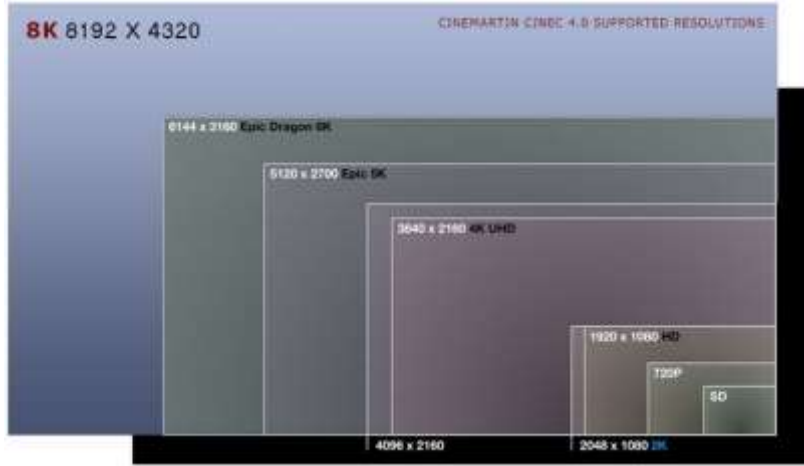 8K 8192 X 4320
CINEMARTIN CINEC 4.0 SUPPORTED RESOLUTIONS
6144 x 3160 Epic Dragon 6K
5120 x 2700 Epic 5K
3840 x 2160 4K UHD
1920 x 1080 HD
720P
SD
4096 x 2160
2048 x 1080 2K